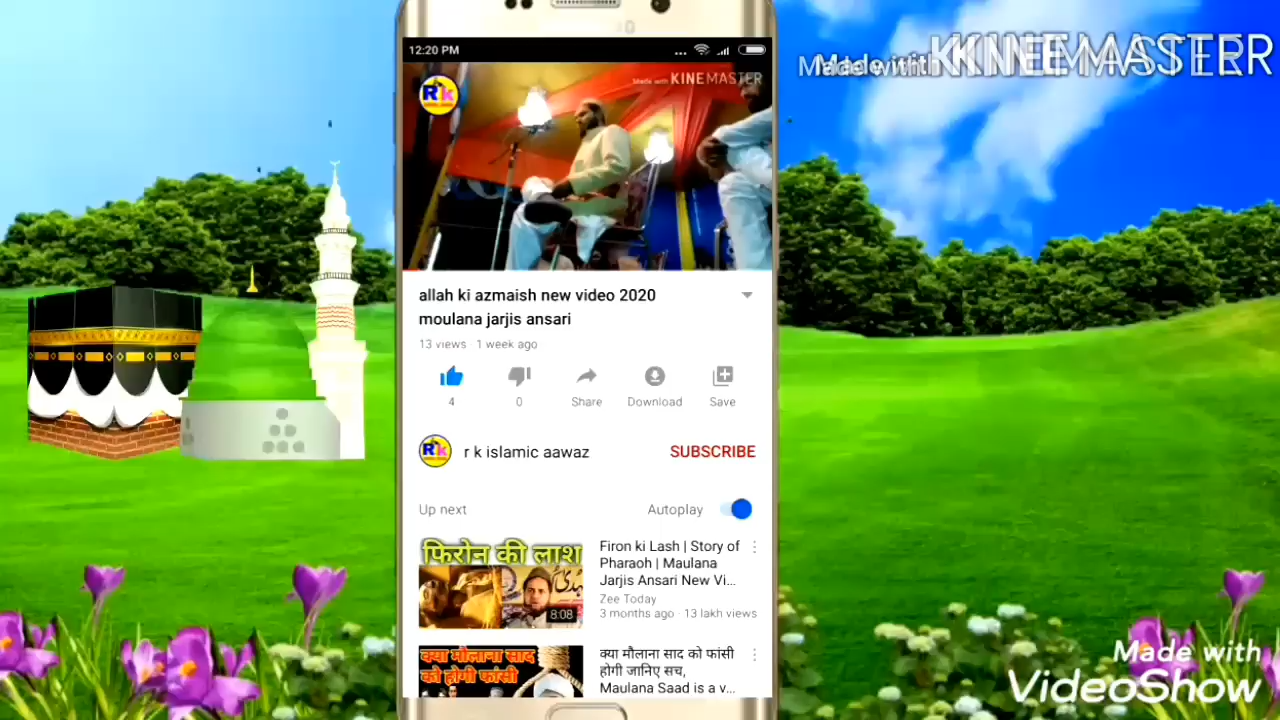 12:20 PM
Made with KINEMASTER
Made with KINEMASTER
Rk
allah ki azmaish new video 2020
moulana jarjis ansari
13 views · 1 week ago
4
0
Share
Download
Save
Rk
r k islamic aawaz
SUBSCRIBE
Up next
Autoplay
फिरोन की लाश
8:08
Firon ki Lash | Story of
Pharaoh | Maulana
Jarjis Ansari New Vi...
Zee Today
3 months ago · 13 lakh views
क्या मौलाना साद
को होगी फांसी
क्या मौलाना साद को फांसी
होगी जानिए सच,
Maulana Saad is a v...
Made with
VideoShow